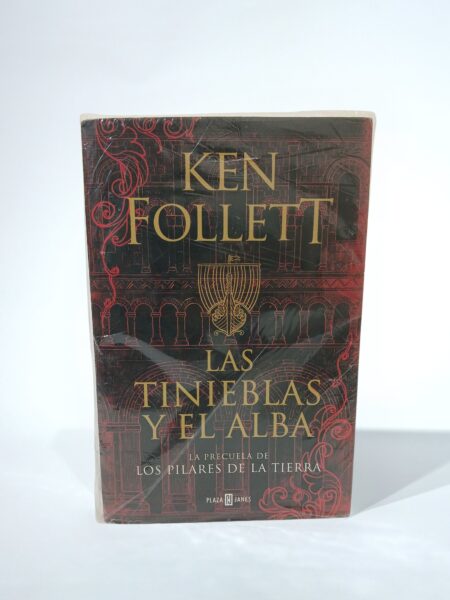 KEN
FOLLETT
LAS
TINIEBLAS
Y EL ALBA
LA PRECUELA DE
LOS PILARES DE LA TIERRA
PLAZA JANES